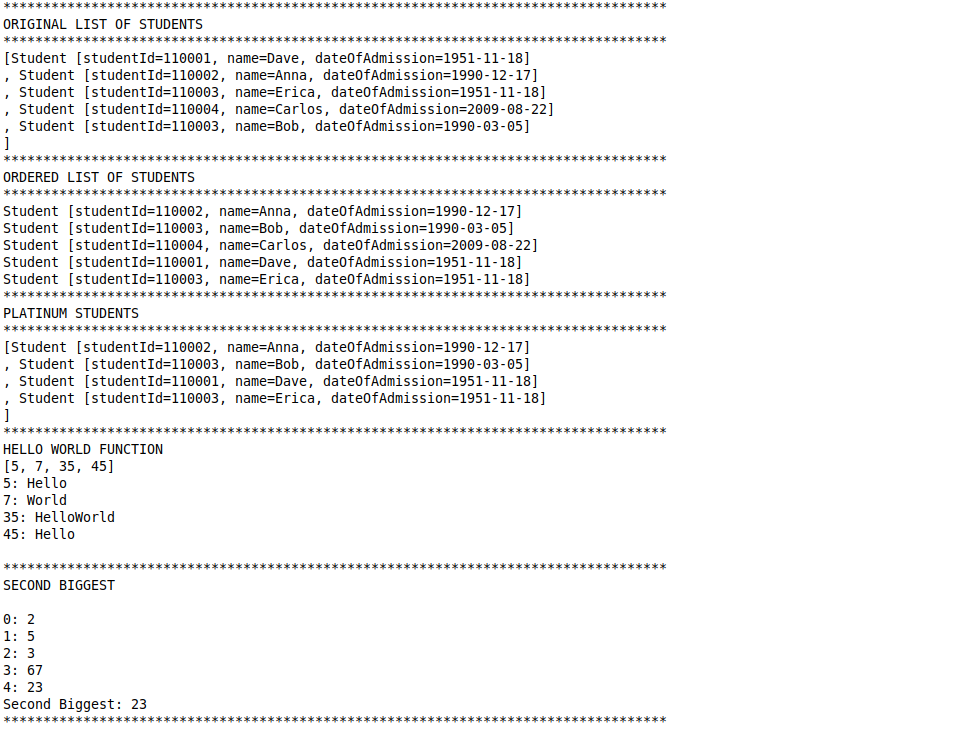 ***********************************************************************************
ORIGINAL LIST OF STUDENTS
***********************************************************************************
[Student [studentId=110001, name=Dave, dateOfAdmission=1951-11-18]
, Student [studentId=110002, name=Anna, dateOfAdmission=1990-12-17]
, Student [studentId=110003, name=Erica, dateOfAdmission=1951-11-18]
, Student [studentId=110004, name=Carlos, dateOfAdmission=2009-08-22]
, Student [studentId=110003, name=Bob, dateOfAdmission=1990-03-05]
]
***********************************************************************************
ORDERED LIST OF STUDENTS
***********************************************************************************
Student [studentId=110002, name=Anna, dateOfAdmission=1990-12-17]
Student [studentId=110003, name=Bob, dateOfAdmission=1990-03-05]
Student [studentId=110004, name=Carlos, dateOfAdmission=2009-08-22]
Student [studentId=110001, name=Dave, dateOfAdmission=1951-11-18]
Student [studentId=110003, name=Erica, dateOfAdmission=1951-11-18]
***********************************************************************************
PLATINUM STUDENTS
***********************************************************************************
[Student [studentId=110002, name=Anna, dateOfAdmission=1990-12-17]
, Student [studentId=110003, name=Bob, dateOfAdmission=1990-03-05]
, Student [studentId=110001, name=Dave, dateOfAdmission=1951-11-18]
, Student [studentId=110003, name=Erica, dateOfAdmission=1951-11-18]
]
***********************************************************************************
HELLO WORLD FUNCTION
[5, 7, 35, 45]
5: Hello
7: World
35: HelloWorld
45: Hello
***********************************************************************************
SECOND BIGGEST
0: 2
1: 5
2: 3
3: 67
4: 23
Second Biggest: 23
***********************************************************************************